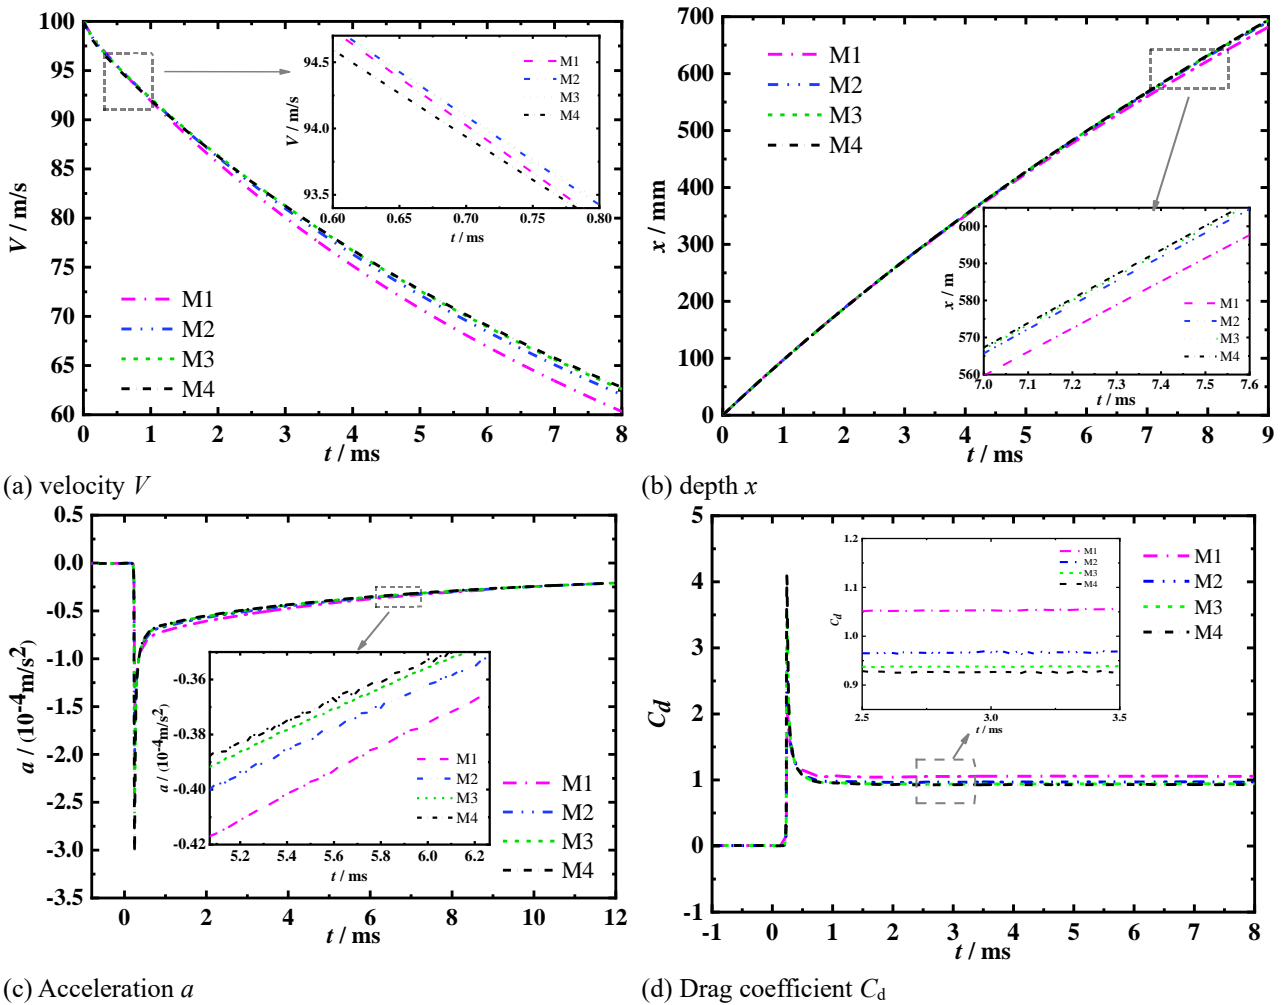 100
95
90
85
80
75
70
65
60
V / m/s
0 1 2 3 4 5 6 7 8
t / ms
M1
M2
M3
M4
94.5
94.0
93.5
V / m/s
0.60 0.65 0.70 0.75 0.80
t / ms
M1
M2
M3
M4
(a) velocity V
700
600
500
400
300
200
100
0
x / mm
0 1 2 3 4 5 6 7 8 9
t / ms
M1
M2
M3
M4
600
590
580
570
560
x / m
7.0 7.1 7.2 7.3 7.4 7.5 7.6
t / ms
M1
M2
M3
M4
(b) depth x
0.5
0.0
-0.5
-1.0
-1.5
-2.0
-2.5
-3.0
-3.5
a / (10⁻⁴m/s²)
0 2 4 6 8 10 12
t / ms
M1
M2
M3
M4
-0.36
-0.38
-0.40
-0.42
a / (10⁻⁴m/s²)
5.2 5.4 5.6 5.8 6.0 6.2
t / ms
M1
M2
M3
M4
(c) Acceleration a
5
4
3
2
1
0
-1
Cd
-1 0 1 2 3 4 5 6 7 8
t / ms
M1
M2
M3
M4
1.2
1.1
1.0
0.9
Cd
2.5 3.0 3.5
t / ms
M1
M2
M3
M4
(d) Drag coefficient Cd